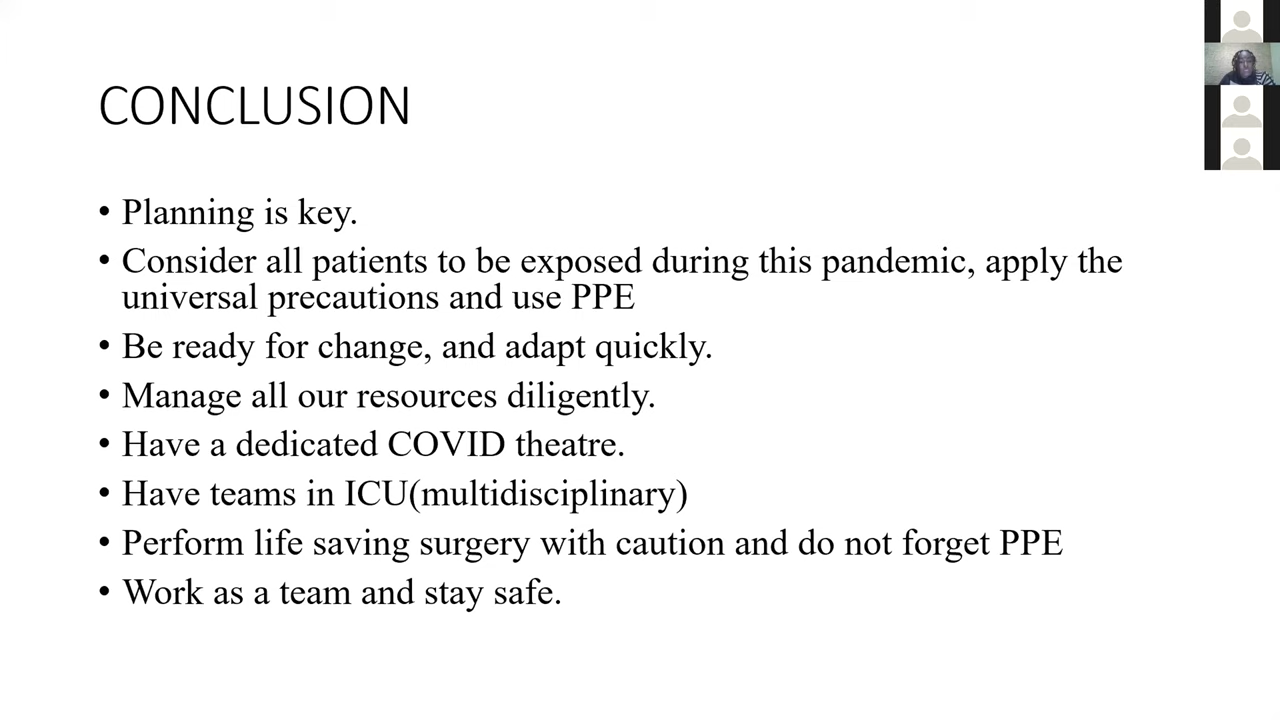 CONCLUSION
• Planning is key.
• Consider all patients to be exposed during this pandemic, apply the
universal precautions and use PPE
• Be ready for change, and adapt quickly.
• Manage all our resources diligently.
• Have a dedicated COVID theatre.
• Have teams in ICU(multidisciplinary)
• Perform life saving surgery with caution and do not forget PPE
• Work as a team and stay safe.